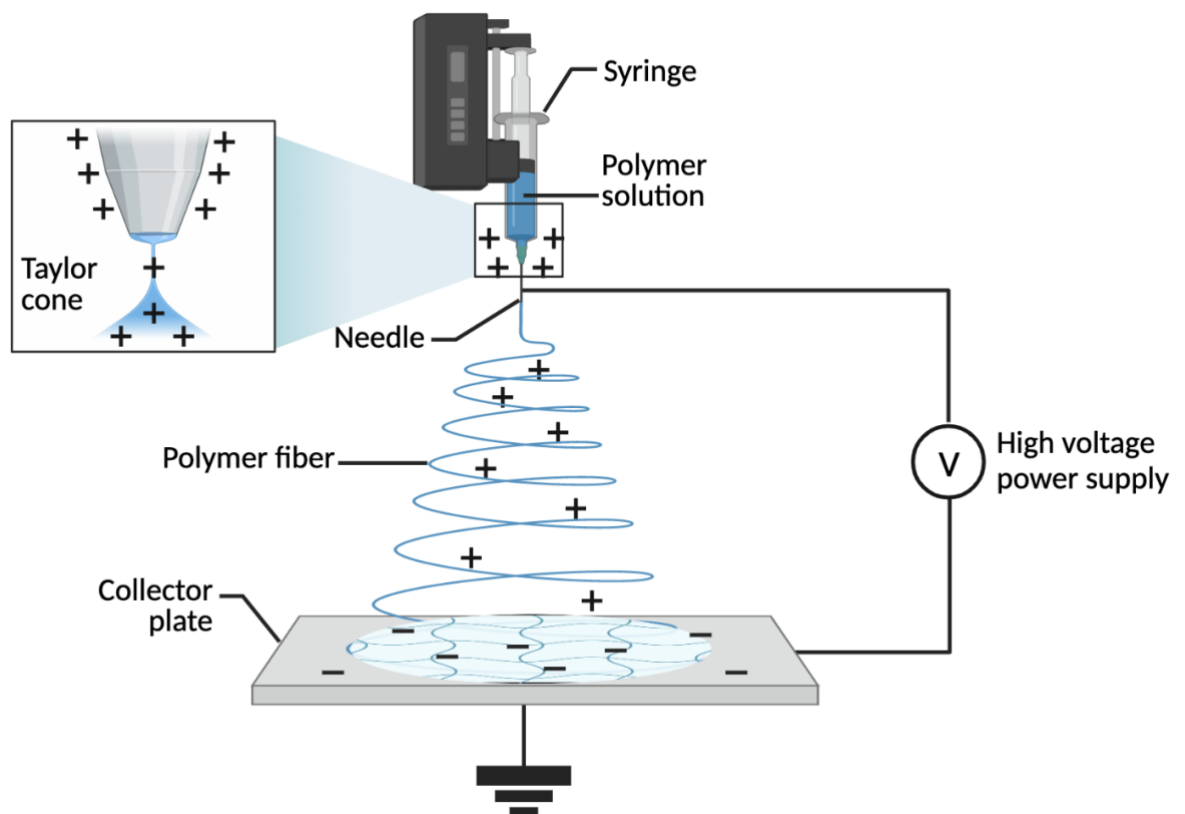 Syringe
Polymer
solution
Taylor
cone
Needle
Polymer fiber
V
High voltage
power supply
Collector
plate